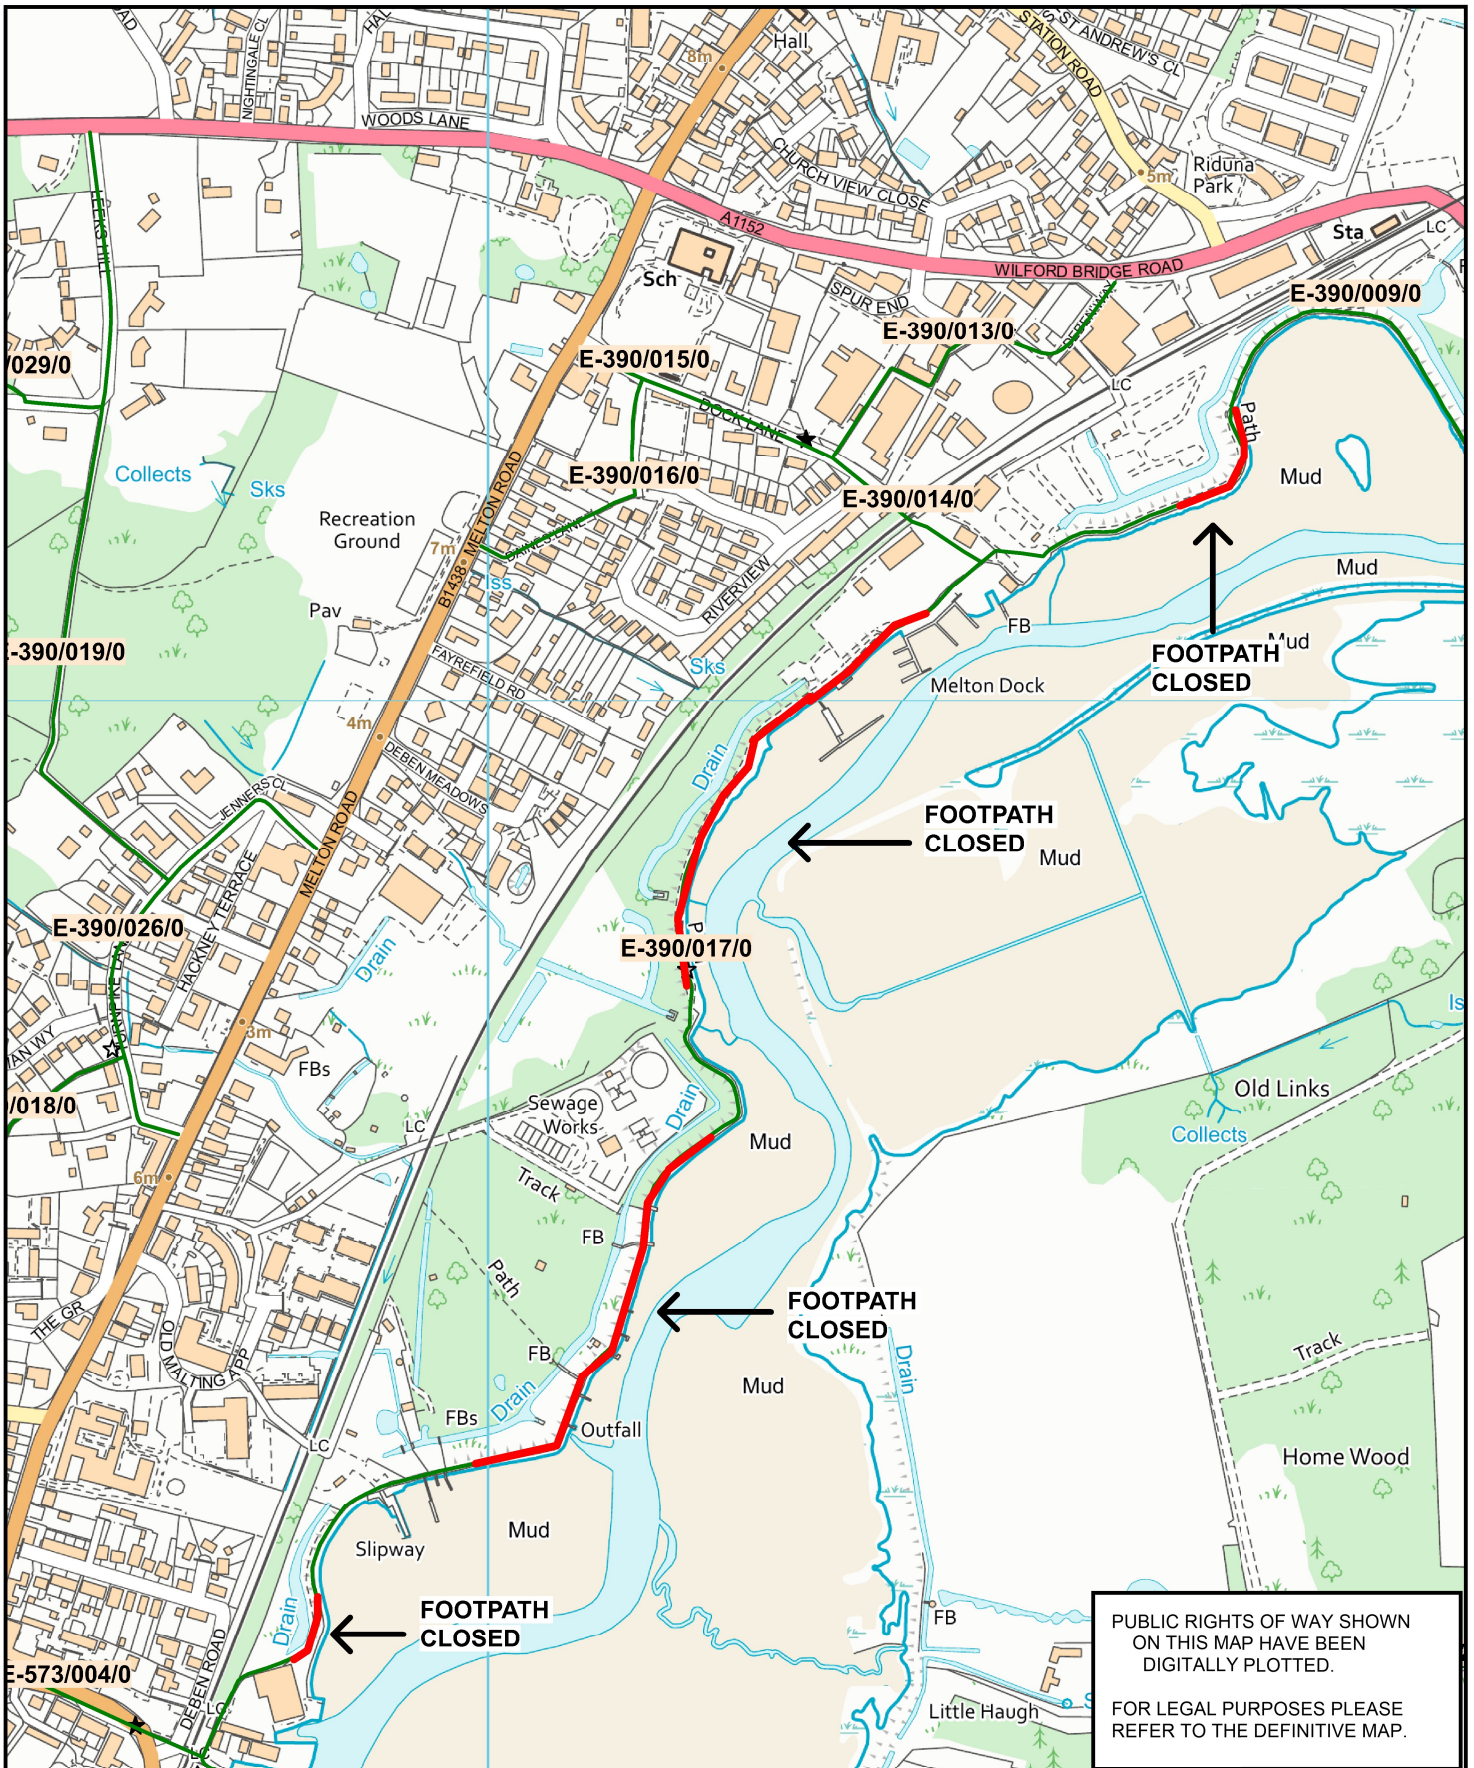 Hall
8m
STATION ROAD
ST ANDREW'S CL
NIGHTINGALE CL
WOODS LANE
CHURCH VIEW CLOSE
Riduna
Park
5m
A1152
Sta
LC
LEEKS HILL
Sch
WILFORD BRIDGE ROAD
SPUR END
E-390/009/0
E-390/013/0
E-390/015/0
/029/0
LC
DOCK LANE
Path
Collects
Sks
E-390/016/0
Mud
E-390/014/0
Recreation
Ground
7m
MELTON ROAD
DAINES LANE
Iss
B1438
RIVERVIEW
Mud
Pav
FB
Mud
-390/019/0
FAYREFIELD RD
Sks
FOOTPATH
CLOSED
Melton Dock
4m
DEBEN MEADOWS
Drain
JENNERS CL
MELTON ROAD
FOOTPATH
CLOSED
Mud
HACKNEY TERRACE
E-390/026/0
E-390/017/0
Drain
3m
FBs
/018/0
Old Links
Sewage
Works
Drain
LC
Mud
Collects
6m
Track
FB
Path
FOOTPATH
CLOSED
THE GR
OLD MALTING APP
FB
Drain
Track
Mud
Drain
FBs
Outfall
LC
Home Wood
Mud
Slipway
FOOTPATH
CLOSED
Drain
FB
DEBEN ROAD
E-573/004/0
LC
Little Haugh
LC
PUBLIC RIGHTS OF WAY SHOWN
ON THIS MAP HAVE BEEN
DIGITALLY PLOTTED.
FOR LEGAL PURPOSES PLEASE
REFER TO THE DEFINITIVE MAP.